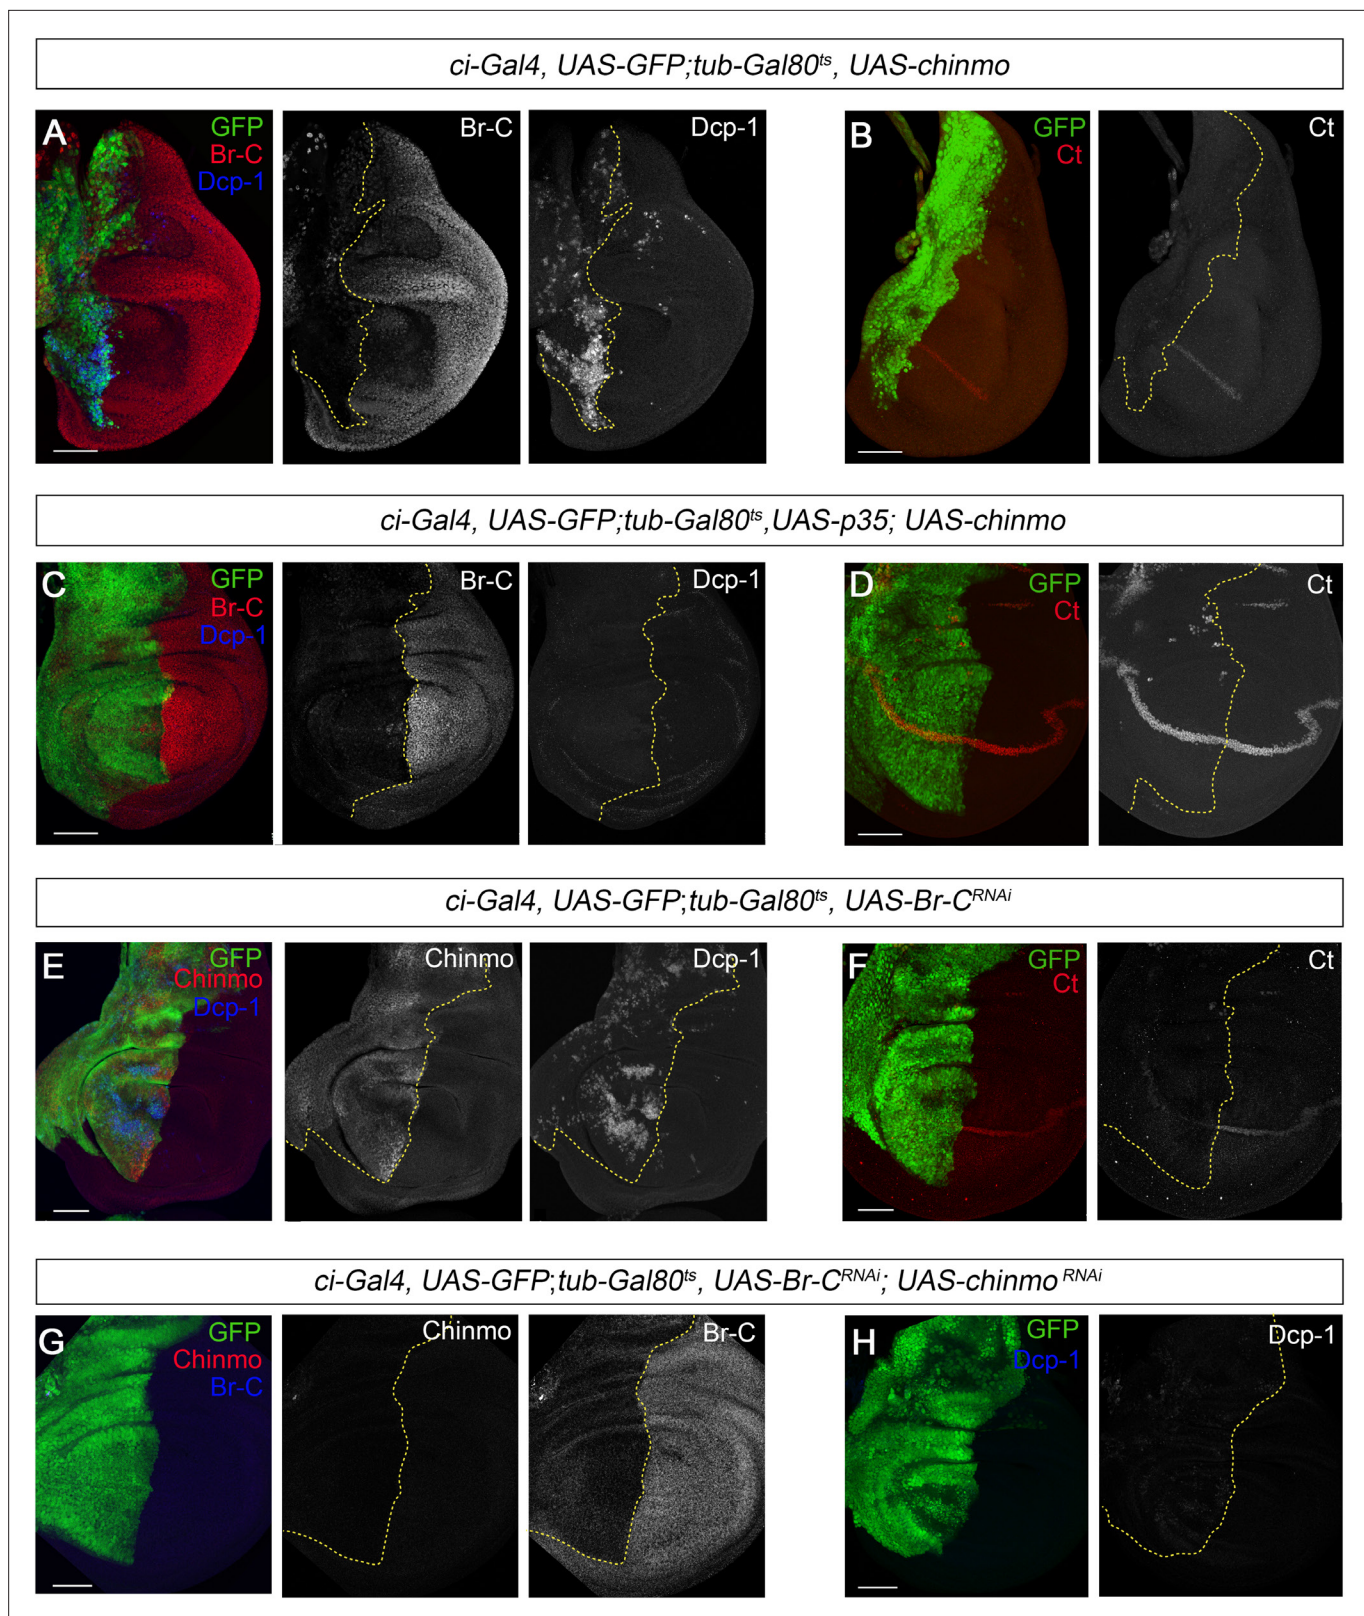 ci-Gal4, UAS-GFP;tub-Gal80ts, UAS-chinmo
A
GFP
Br-C
Dcp-1
Br-C
Dcp-1
B
GFP
Ct
Ct
ci-Gal4, UAS-GFP;tub-Gal80ts,UAS-p35; UAS-chinmo
C
GFP
Br-C
Dcp-1
Br-C
Dcp-1
D
GFP
Ct
Ct
ci-Gal4, UAS-GFP;tub-Gal80ts, UAS-Br-CRNAi
E
GFP
Chinmo
Dcp-1
Chinmo
Dcp-1
F
GFP
Ct
Ct
ci-Gal4, UAS-GFP;tub-Gal80ts, UAS-Br-CRNAi; UAS-chinmo RNAi
G
GFP
Chinmo
Br-C
Chinmo
Br-C
H
GFP
Dcp-1
Dcp-1